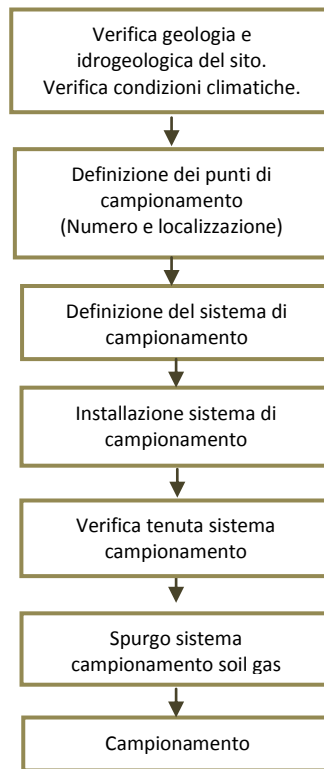 Verifica geologia e
idrogeologica del sito.
Verifica condizioni climatiche.
Definizione dei punti di
campionamento
(Numero e localizzazione)
Definizione del sistema di
campionamento
Installazione sistema di
campionamento
Verifica tenuta sistema
campionamento
Spurgo sistema
campionamento soil gas
Campionamento